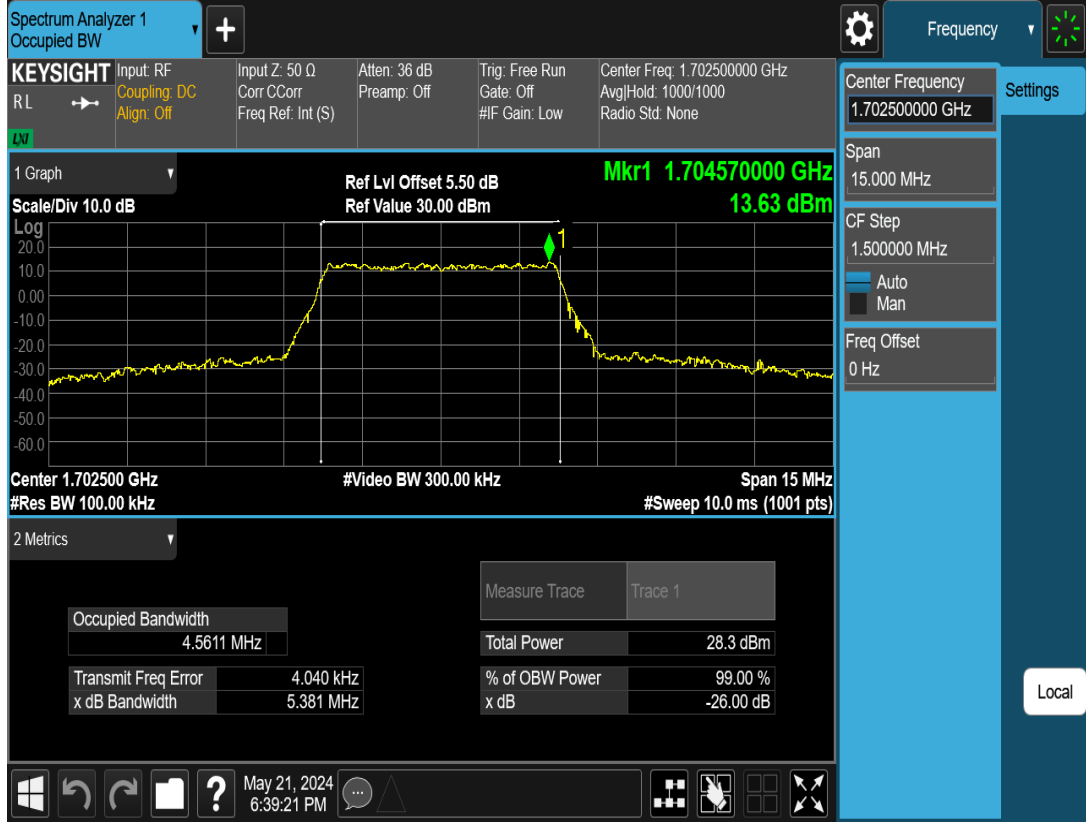 Spectrum Analyzer 1
Occupied BW
+
Frequency
KEYSIGHT
RL
LXI
Input: RF
Coupling: DC
Align: Off
Input Z: 50 Ω
Corr CCorr
Freq Ref: Int (S)
Atten: 36 dB
Preamp: Off
Trig: Free Run
Gate: Off
#IF Gain: Low
Center Freq: 1.702500000 GHz
Avg|Hold: 1000/1000
Radio Std: None
Center Frequency
1.702500000 GHz
Settings
Span
15.000 MHz
CF Step
1.500000 MHz
Auto
Man
Freq Offset
0 Hz
Local
1 Graph
Scale/Div 10.0 dB
Ref Lvl Offset 5.50 dB
Ref Value 30.00 dBm
Mkr1 1.704570000 GHz
13.63 dBm
Log
20.0
10.0
0.00
-10.0
-20.0
-30.0
-40.0
-50.0
-60.0
1
Center 1.702500 GHz
#Video BW 300.00 kHz
Span 15 MHz
#Res BW 100.00 kHz
#Sweep 10.0 ms (1001 pts)
2 Metrics
Measure Trace
Trace 1
Occupied Bandwidth
4.5611 MHz
Total Power
28.3 dBm
Transmit Freq Error
4.040 kHz
% of OBW Power
99.00 %
x dB Bandwidth
5.381 MHz
x dB
-26.00 dB
?
May 21, 2024
6:39:21 PM